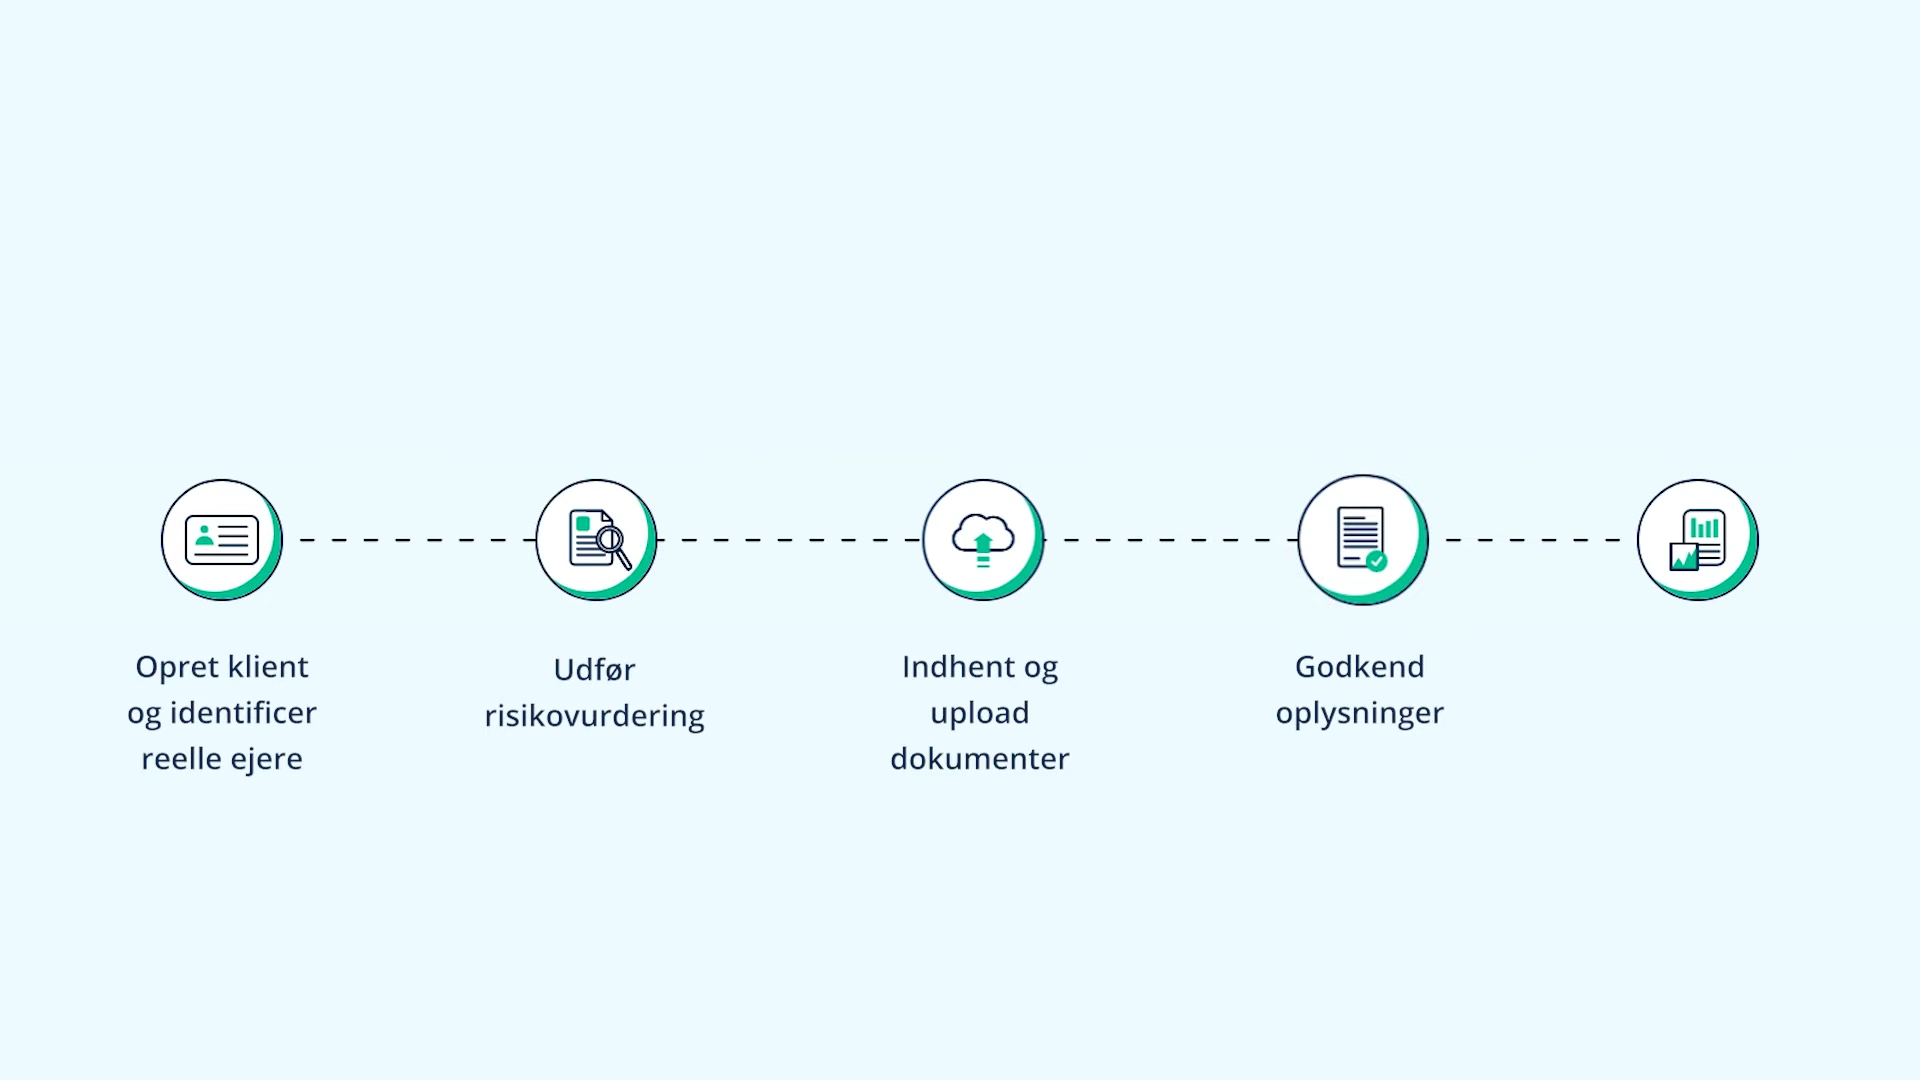 Opret klient
og identificer
reelle ejere
Udfør
risikovurdering
Indhent og
upload
dokumenter
Godkend
oplysninger